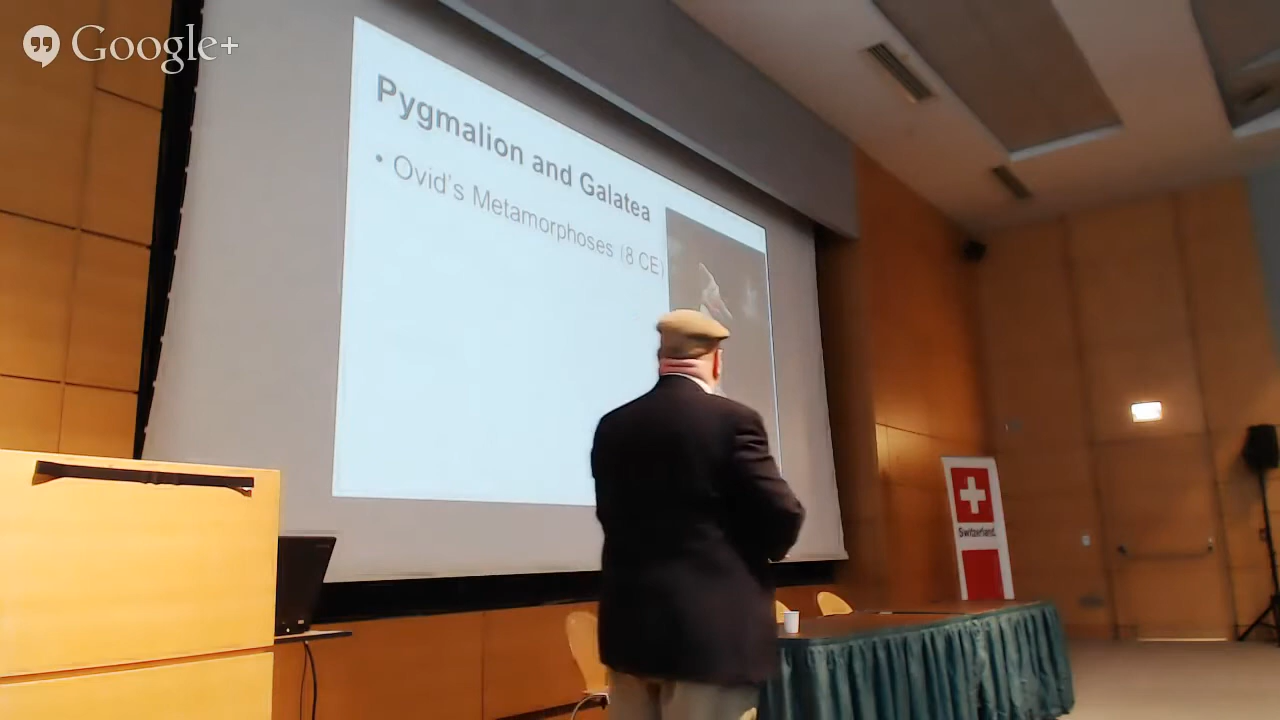 Google+
Pygmalion and Galatea
• Ovid's Metamorphoses (8 CE)
Switzerland.